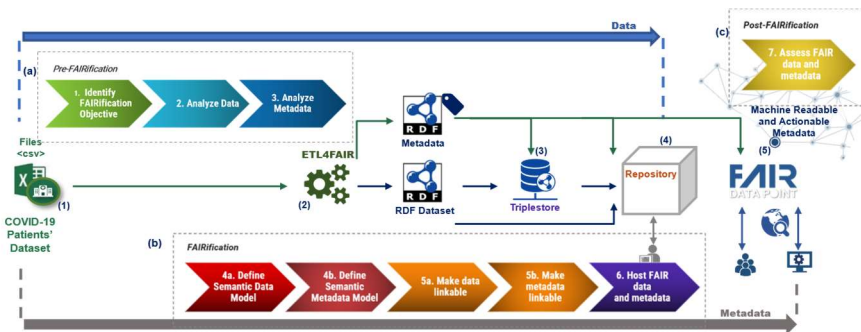 Data
(a)
Pre-FAIRification
1. Identify
FAIRification
Objective
2. Analyze Data
3. Analyze
Metadata
(c)
Post-FAIRification
7. Assess FAIR
data and
metadata
Machine Readable
and Actionable
Metadata
Files
<csv>
(1)
COVID-19
Patients'
Dataset
ETL4FAIR
(2)
RDF
Metadata
RDF
RDF Dataset
(3)
Triplestore
(4)
Repository
(5)
FAIR
DATA POINT
(b)
FAIRification
4a. Define
Semantic Data
Model
4b. Define
Semantic
Metadata Model
5a. Make data
linkable
5b. Make
metadata
linkable
6. Host FAIR
data
and metadata
Metadata